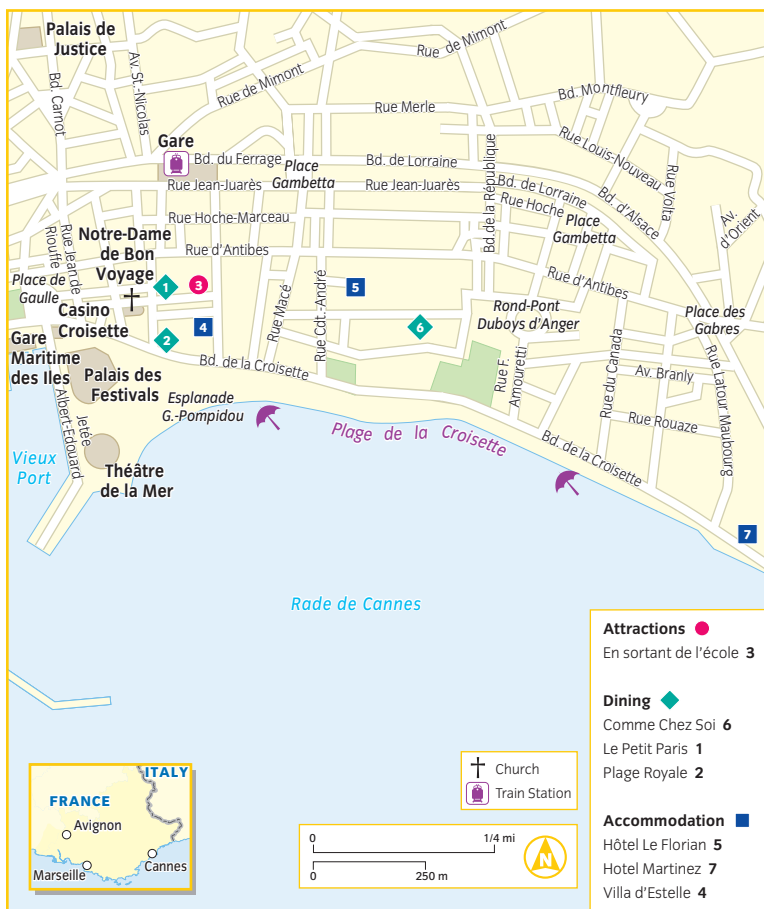 Palais de
Justice
Av. St.-Nicolas
Bd. Carnot
Rue de Mimont
Rue de Mimont
Rue Merle
Bd. Montfleury
Rue Louis-Nouveau
Rue Volta
Av.
d'Orient
Gare
Bd. du Ferrage
Place
Gambetta
Bd. de Lorraine
Bd.de la République
Bd. de Lorraine
Bd. d'Alsace
Rue Jean-Juarès
Rue Jean-Juarès
Rue Hoche
Place
Gambetta
Rue Hoche-Marceau
Rue d'Antibes
Rue d'Antibes
Rue Jean de
Riouffe
Notre-Dame
de Bon
Voyage
Place de
Gaulle
Casino
Croisette
1
3
4
2
5
6
Rue Macé
Rue Cdt.-André
Rond-Pont
Duboys d'Anger
Place des
Gabres
Gare
Maritime
des Iles
Palais des
Festivals
Esplanade
G.-Pompidou
Bd. de la Croisette
Rue F.
Amouretti
Rue du Canada
Av. Branly
Rue Rouaze
Rue Latour Maubourg
Jetée
Albert-Edouard
Plage de la Croisette
Bd. de la Croisette
Vieux
Port
Théâtre
de la Mer
7
Rade de Cannes
Attractions
En sortant de l'école 3
Dining
Comme Chez Soi 6
Le Petit Paris 1
Plage Royale 2
Accommodation
Hôtel Le Florian 5
Hotel Martinez 7
Villa d'Estelle 4
Church
Train Station
0 1/4 mi
0 250 m
N
ITALY
FRANCE
Avignon
Marseille
Cannes